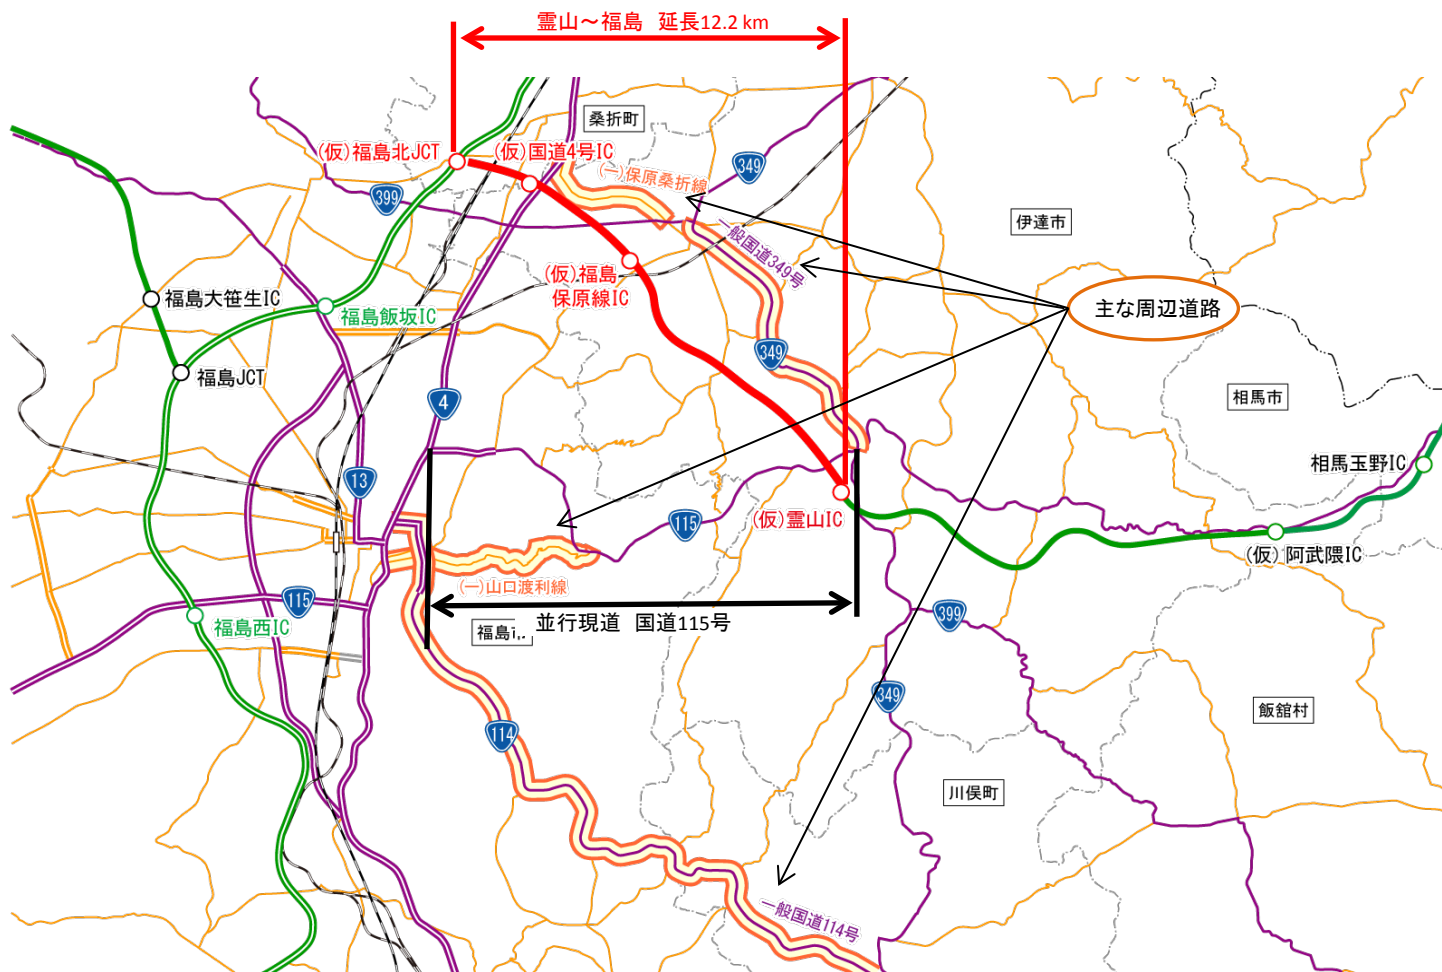 霊山～福島　延長12.2 km
桑折町
(仮)福島北JCT
(仮)国道4号IC
(一)保原桑折線
349
399
伊達市
一般国道349号
(仮)福島
保原線IC
福島大笹生IC
福島飯坂IC
主な周辺道路
349
福島JCT
4
相馬市
13
相馬玉野IC
115
(仮)霊山IC
(仮)阿武隈IC
(一)山口渡利線
115
福島西IC
399
並行現道　国道115号
福島市
349
飯舘村
114
川俣町
一般国道114号